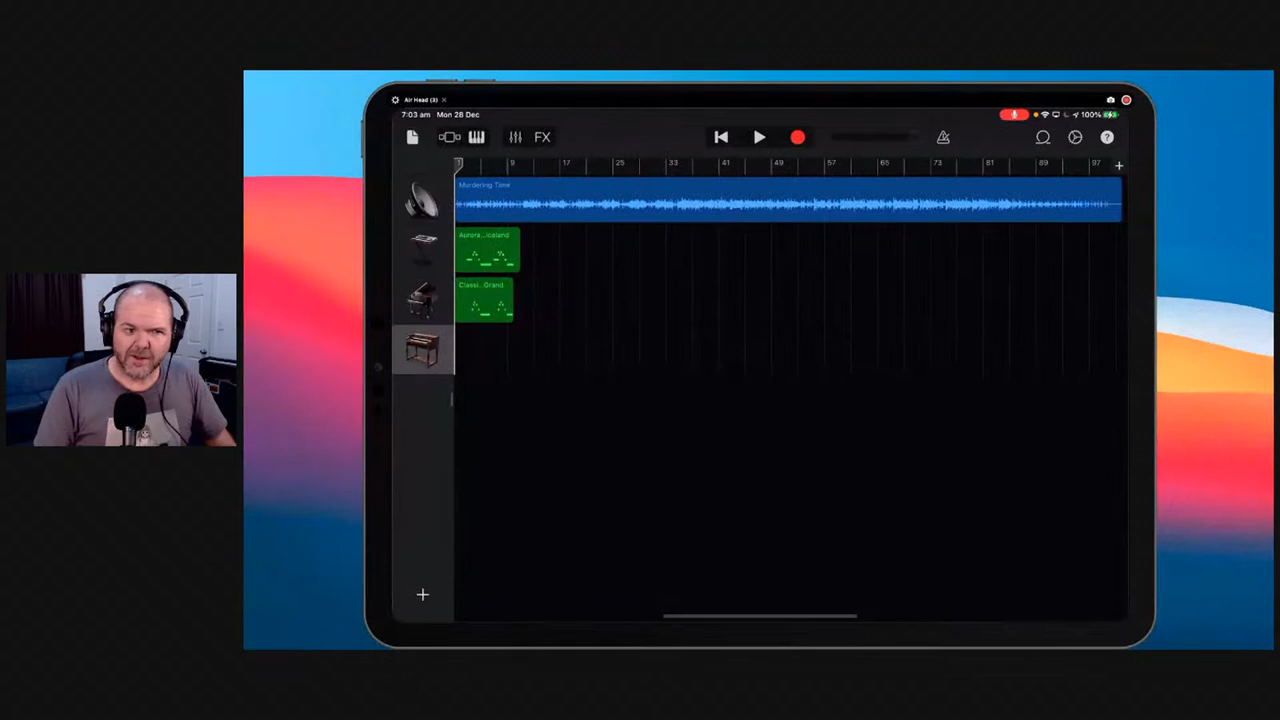 Air Head (3)
7:03 am Mon 28 Dec
100%
FX
1 9 17 25 33 41 49 57 65 73 81 89 97
Murdering Time
Aurora...Iceland
Classi...Grand